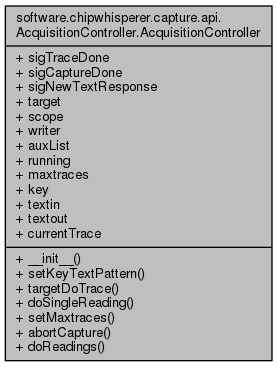 software.chipwhisperer.capture.api.
AcquisitionController.AcquisitionController
+ sigTraceDone
+ sigCaptureDone
+ sigNewTextResponse
+ target
+ scope
+ writer
+ auxList
+ running
+ maxtraces
+ key
+ textin
+ textout
+ currentTrace
+ __init__()
+ setKeyTextPattern()
+ targetDoTrace()
+ doSingleReading()
+ setMaxtraces()
+ abortCapture()
+ doReadings()